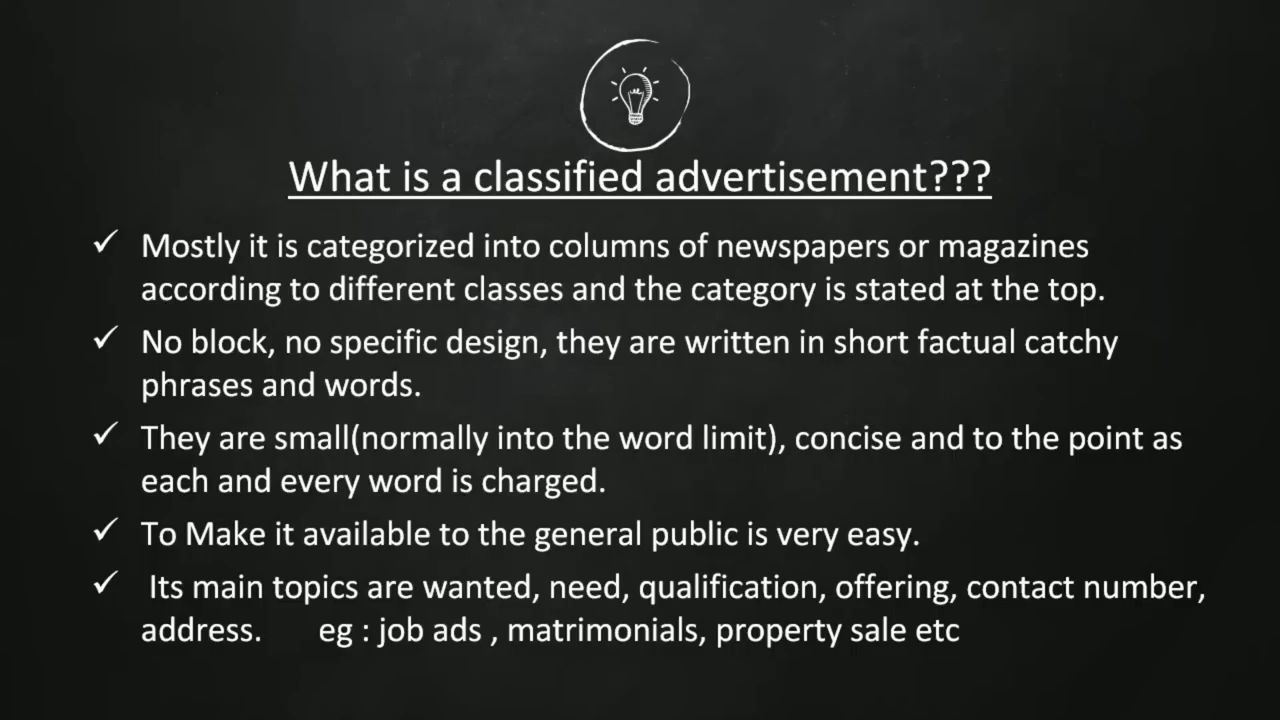 What is a classified advertisement???
✓ Mostly it is categorized into columns of newspapers or magazines
according to different classes and the category is stated at the top.
✓ No block, no specific design, they are written in short factual catchy
phrases and words.
✓ They are small(normally into the word limit), concise and to the point as
each and every word is charged.
✓ To Make it available to the general public is very easy.
✓ Its main topics are wanted, need, qualification, offering, contact number,
address. eg : job ads , matrimonials, property sale etc